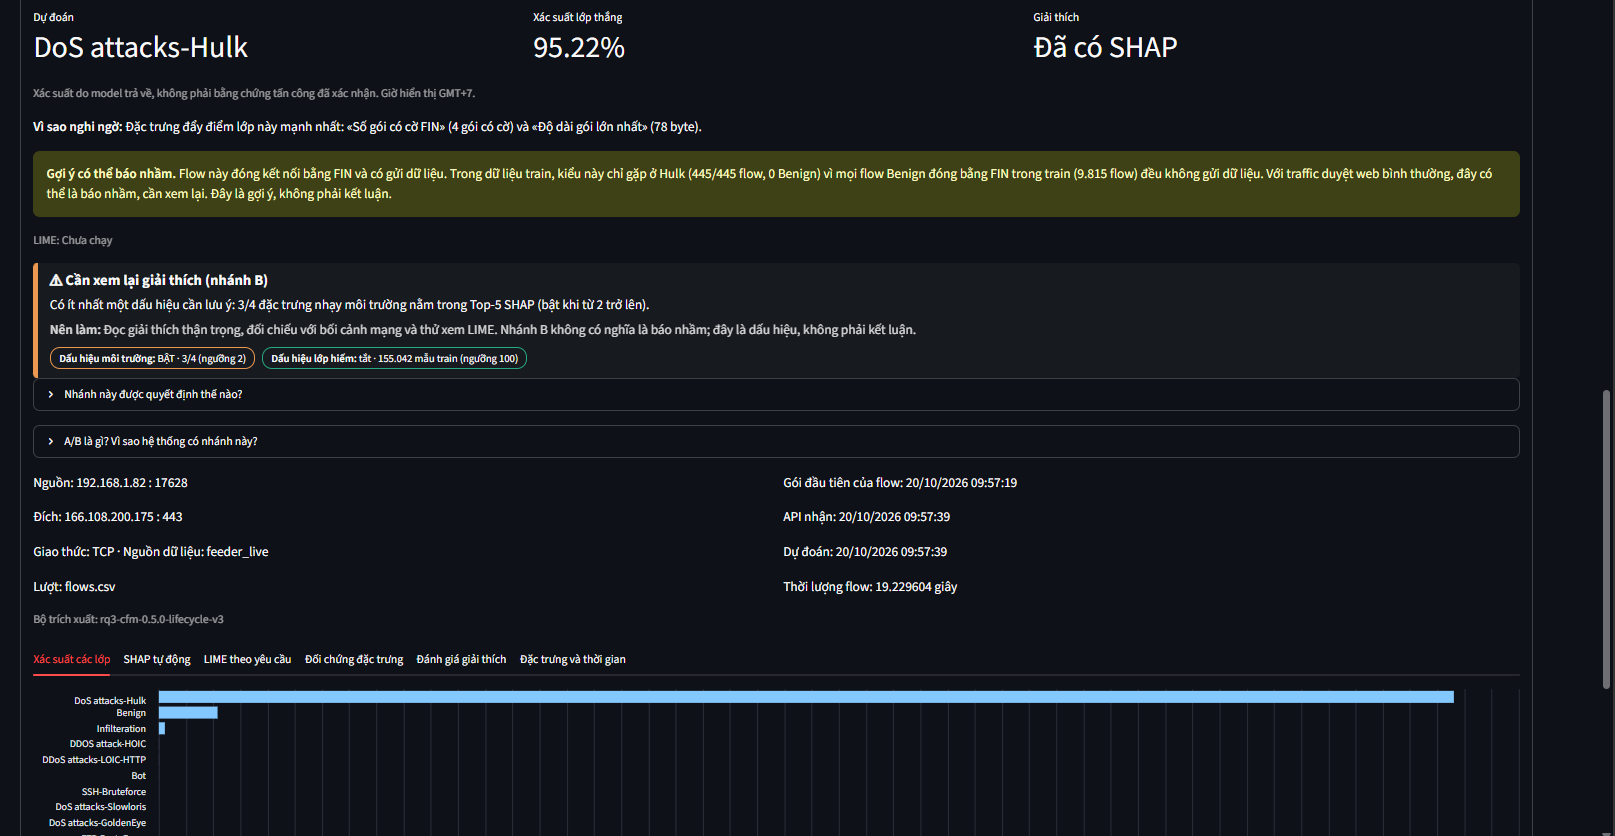 Dự đoán
Xác suất lớp thắng
Giải thích
DoS attacks-Hulk
95.22%
Đã có SHAP
Xác suất do model trả về, không phải bằng chứng tấn công đã xác nhận. Giờ hiển thị GMT+7.
Vì sao nghi ngờ: Đặc trưng đẩy điểm lớp này mạnh nhất: «Số gói có cờ FIN» (4 gói có cờ) và «Độ dài gói lớn nhất» (78 byte).
Gợi ý có thể báo nhầm. Flow này đóng kết nối bằng FIN và có gửi dữ liệu. Trong dữ liệu train, kiểu này chỉ gặp ở Hulk (445/445 flow, 0 Benign) vì mọi flow Benign đóng bằng FIN trong train (9.815 flow) đều không gửi dữ liệu. Với traffic duyệt web bình thường, đây có
thể là báo nhầm, cần xem lại. Đây là gợi ý, không phải kết luận.
LIME: Chưa chạy
⚠ Cần xem lại giải thích (nhánh B)
Có ít nhất một dấu hiệu cần lưu ý: 3/4 đặc trưng nhạy môi trường nằm trong Top-5 SHAP (bật khi từ 2 trở lên).
Nên làm: Đọc giải thích thận trọng, đối chiếu với bối cảnh mạng và thử xem LIME. Nhánh B không có nghĩa là báo nhầm; đây là dấu hiệu, không phải kết luận.
Dấu hiệu môi trường: BẬT · 3/4 (ngưỡng 2)
Dấu hiệu lớp hiếm: tắt · 155.042 mẫu train (ngưỡng 100)
Nhánh này được quyết định thế nào?
A/B là gì? Vì sao hệ thống có nhánh này?
Nguồn: 192.168.1.82 : 17628
Gói đầu tiên của flow: 20/10/2026 09:57:19
Đích: 166.108.200.175 : 443
API nhận: 20/10/2026 09:57:39
Giao thức: TCP · Nguồn dữ liệu: feeder_live
Dự đoán: 20/10/2026 09:57:39
Lượt: flows.csv
Thời lượng flow: 19.229604 giây
Bộ trích xuất: rq3-cfm-0.5.0-lifecycle-v3
Xác suất các lớp
SHAP tự động
LIME theo yêu cầu
Đối chứng đặc trưng
Đánh giá giải thích
Đặc trưng và thời gian
DoS attacks-Hulk
Benign
Infilteration
DDOS attack-HOIC
DDoS attacks-LOIC-HTTP
Bot
SSH-Bruteforce
DoS attacks-Slowloris
DoS attacks-GoldenEye